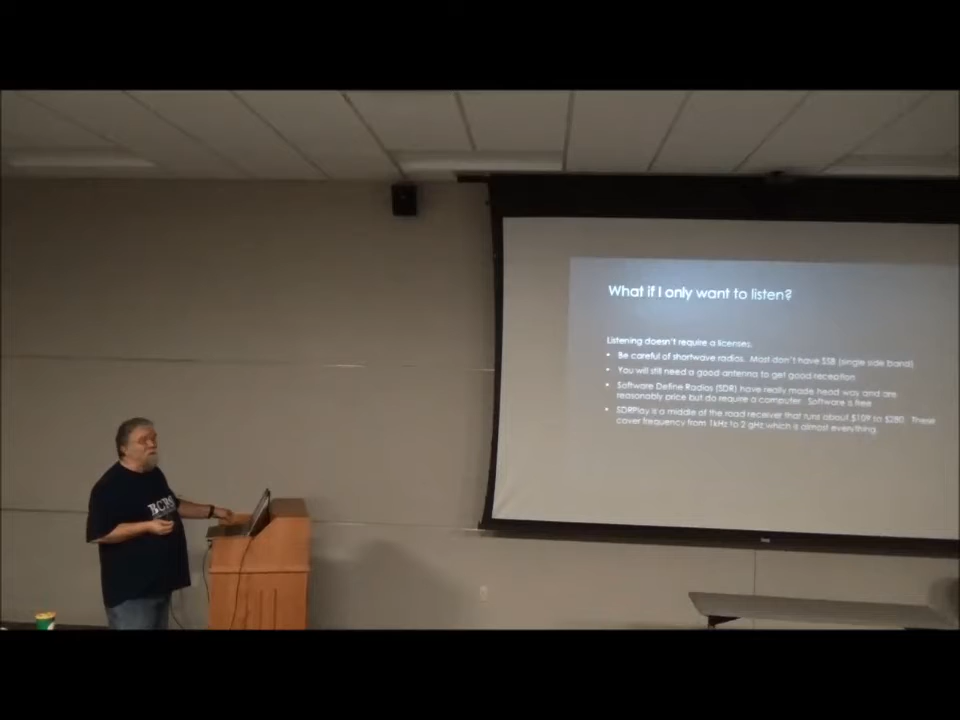 What if I only want to listen?
Listening doesn't require a licenses.
• Be careful of shortwave radios. Most don't have SSB (single side band)
• You will still need a good antenna to get good reception
• Software Define Radios (SDR) have really made head way and are
reasonably price but do require a computer. Software is free
• SDRPlay is a middle of the road receiver that runs about $109 to $280. These
cover frequency from 1kHz to 2 gHz which is almost everything.